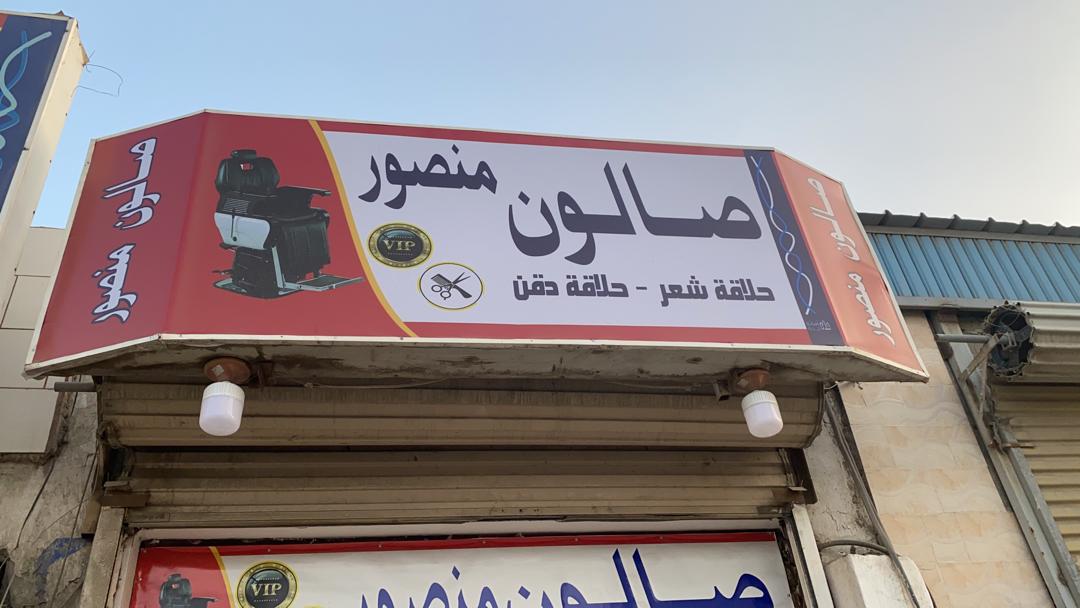 صالون منصور
صالون منصور
VIP
حلاقة شعر - حلاقة دقن
صالون منصور
صالون منصور
VIP